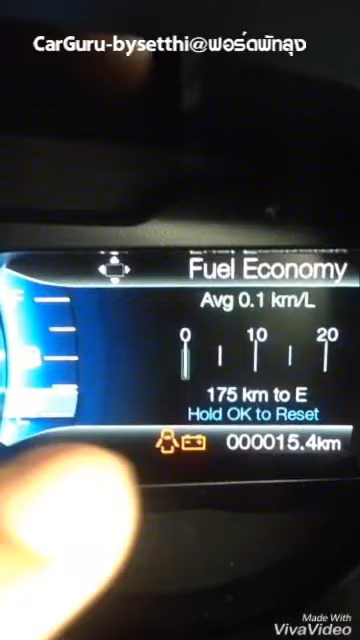 CarGuru-bysetthi@ฟอร์ดพัทลุง
Fuel Economy
Avg 0.1 km/L
0 10 20
175 km to E
Hold OK to Reset
000015.4km
Made With
VivaVideo